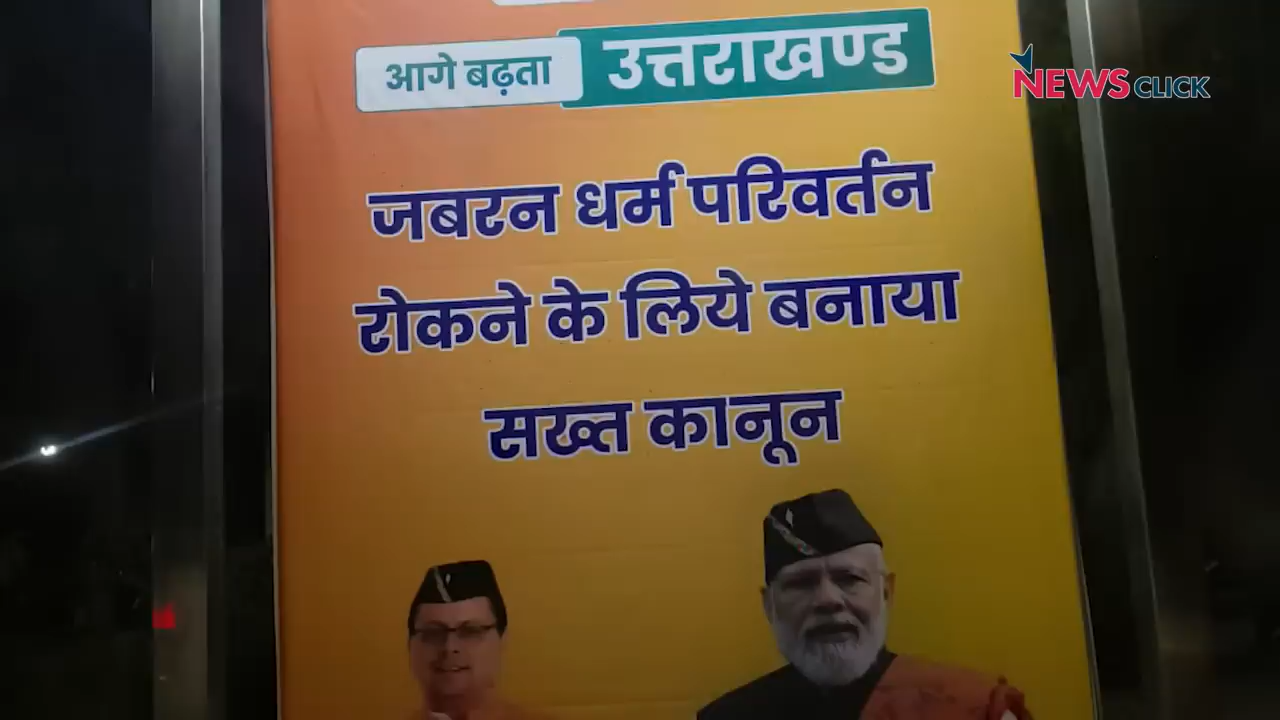 आगे बढ़ता उत्तराखण्ड
NEWSCLICK
जबरन धर्म परिवर्तन
रोकने के लिये बनाया
सख्त कानून